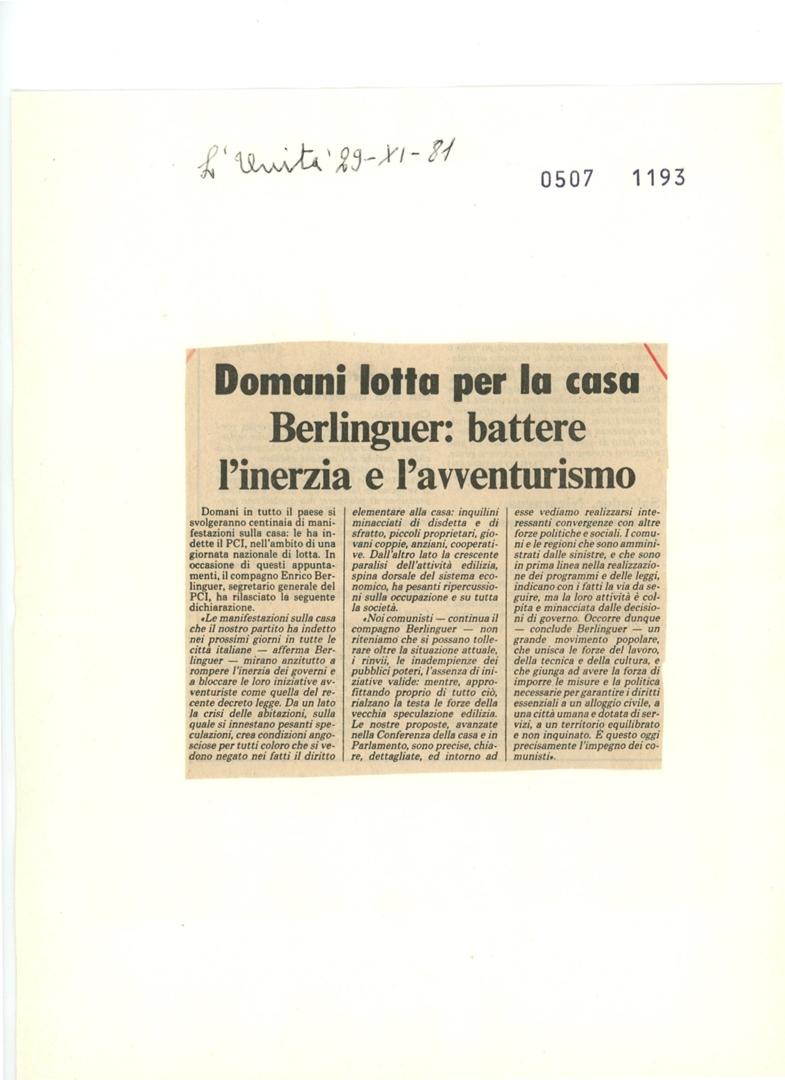 L'Unità 29-XI-81
0507 1193
Domani lotta per la casa
Berlinguer: battere
l'inerzia e l'avventurismo
Domani in tutto il paese si
svolgeranno centinaia di mani-
festazioni sulla casa: le ha in-
dette il PCI, nell'ambito di una
giornata nazionale di lotta. In
occasione di questi appunta-
menti, il compagno Enrico Ber-
linguer, segretario generale del
PCI, ha rilasciato la seguente
dichiarazione.
«Le manifestazioni sulla casa
che il nostro partito ha indetto
nei prossimi giorni in tutte le
città italiane — afferma Ber-
linguer — mirano anzitutto a
rompere l'inerzia dei governi e
a bloccare le loro iniziative av-
venturiste come quella del re-
cente decreto legge. Da un lato
la crisi delle abitazioni, sulla
quale si innestano pesanti spe-
culazioni, crea condizioni ango-
sciose per tutti coloro che si ve-
dono negato nei fatti il diritto
elementare alla casa: inquilini
minacciati di disdetta e di
sfratto, piccoli proprietari, gio-
vani coppie, anziani, cooperati-
ve. Dall'altro lato la crescente
paralisi dell'attività edilizia,
spina dorsale del sistema eco-
nomico, ha pesanti ripercussio-
ni sulla occupazione e su tutta
la società.
«Noi comunisti — continua il
compagno Berlinguer — non
riteniamo che si possano tolle-
rare oltre la situazione attuale,
i rinvii, le inadempienze dei
pubblici poteri, l'assenza di ini-
ziative valide: mentre, appro-
fittando proprio di tutto ciò,
rialzano la testa le forze della
vecchia speculazione edilizia.
Le nostre proposte, avanzate
nella Conferenza della casa e in
Parlamento, sono precise, chia-
re, dettagliate, ed intorno ad
esse vediamo realizzarsi inte-
ressanti convergenze con altre
forze politiche e sociali. I comu-
ni e le regioni che sono ammini-
strati dalle sinistre, e che sono
in prima linea nella realizzazio-
ne dei programmi e delle leggi,
indicano con i fatti la via da se-
guire, ma la loro attività è col-
pita e minacciata dalle decisio-
ni di governo. Occorre dunque
— conclude Berlinguer — un
grande movimento popolare,
che unisca le forze del lavoro,
della tecnica e della cultura, e
che giunga ad avere la forza di
imporre le misure e la politica
necessarie per garantire i diritti
essenziali a un alloggio civile, a
una città umana e dotata di ser-
vizi, a un territorio equilibrato
e non inquinato. È questo oggi
precisamente l'impegno dei co-
munisti».